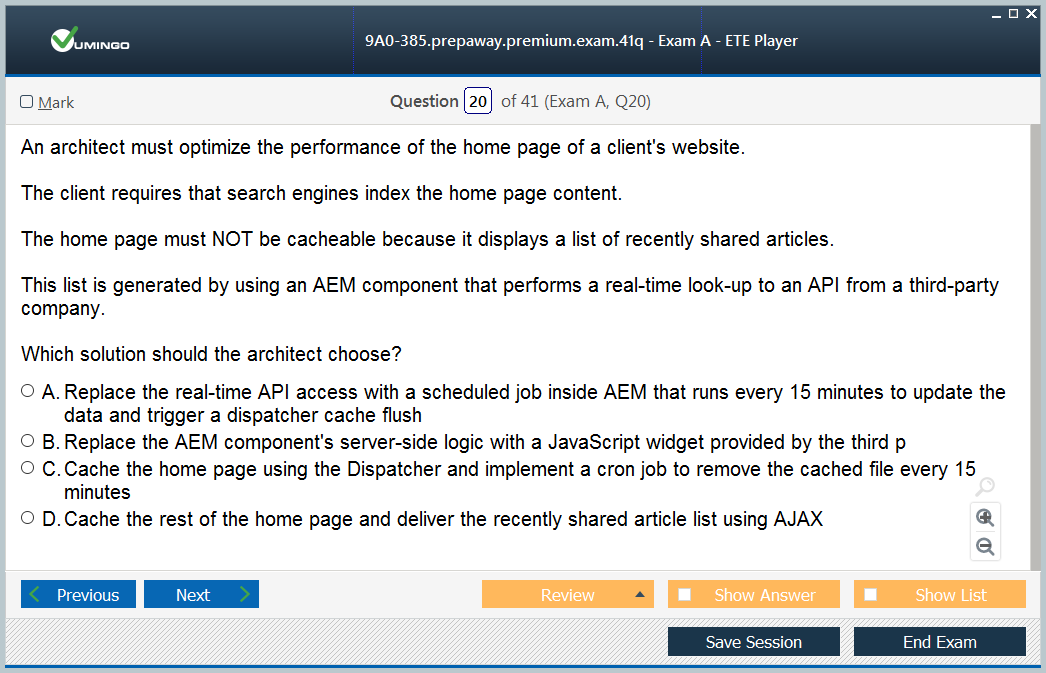 VUMINGO
9A0-385.prepaway.premium.exam.41q - Exam A - ETE Player
Mark
Question 20 of 41 (Exam A, Q20)
An architect must optimize the performance of the home page of a client's website.
The client requires that search engines index the home page content.
The home page must NOT be cacheable because it displays a list of recently shared articles.
This list is generated by using an AEM component that performs a real-time look-up to an API from a third-party
company.
Which solution should the architect choose?
A. Replace the real-time API access with a scheduled job inside AEM that runs every 15 minutes to update the
data and trigger a dispatcher cache flush
B. Replace the AEM component's server-side logic with a JavaScript widget provided by the third p
C. Cache the home page using the Dispatcher and implement a cron job to remove the cached file every 15
minutes
D. Cache the rest of the home page and deliver the recently shared article list using AJAX
Previous Next Review Show Answer Show List
Save Session End Exam